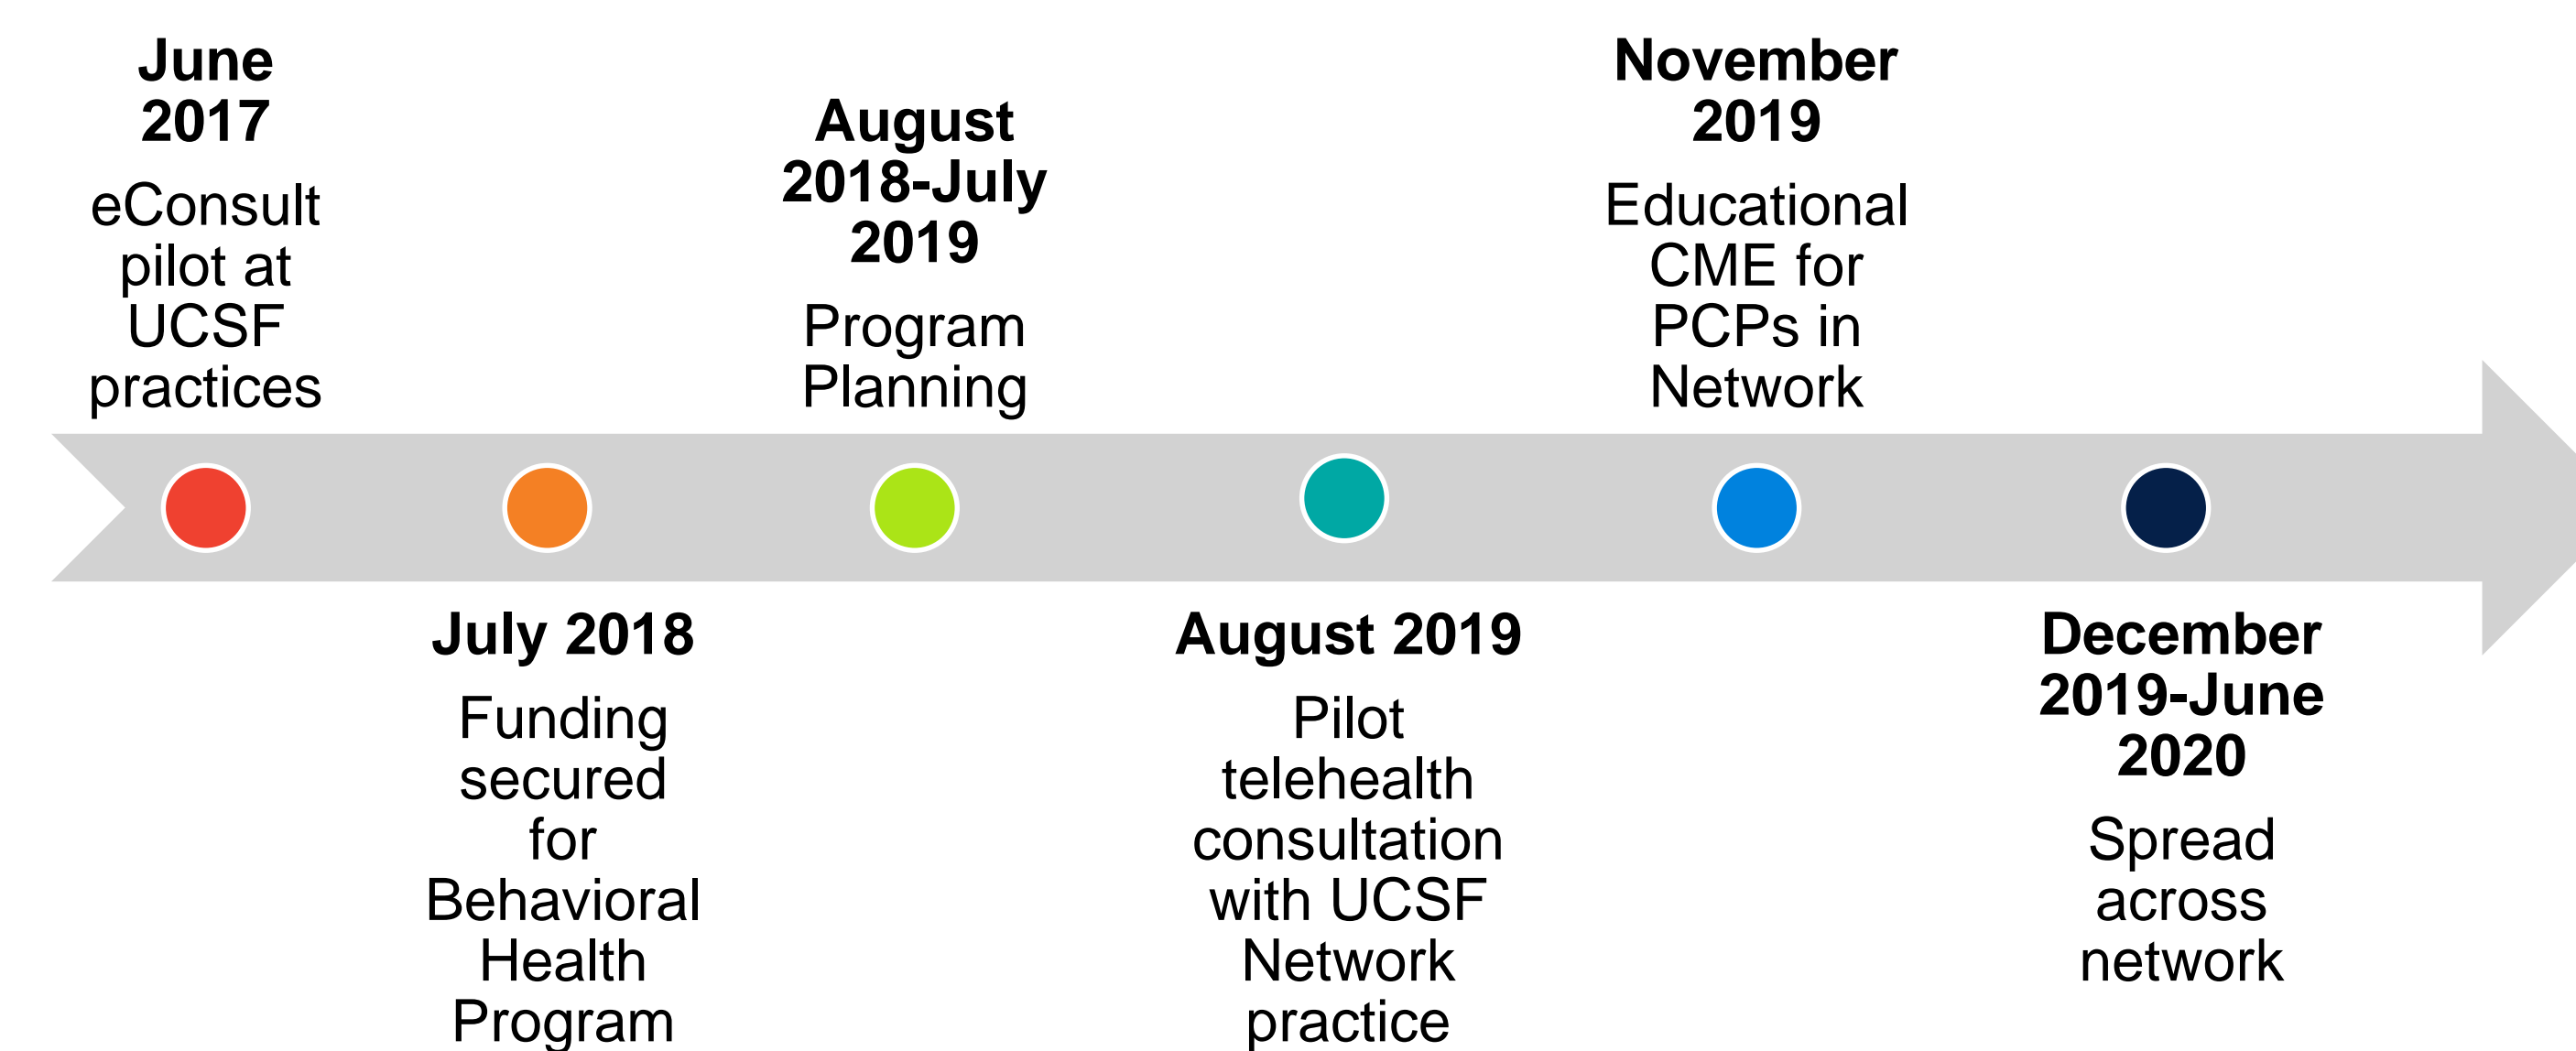 June
2017
eConsult
pilot at
UCSF
practices
July 2018
Funding
secured
for
Behavioral
Health
Program
August
2018-July
2019
Program
Planning
August 2019
Pilot
telehealth
consultation
with UCSF
Network
practice
November
2019
Educational
CME for
PCPs in
Network
December
2019-June
2020
Spread
across
network